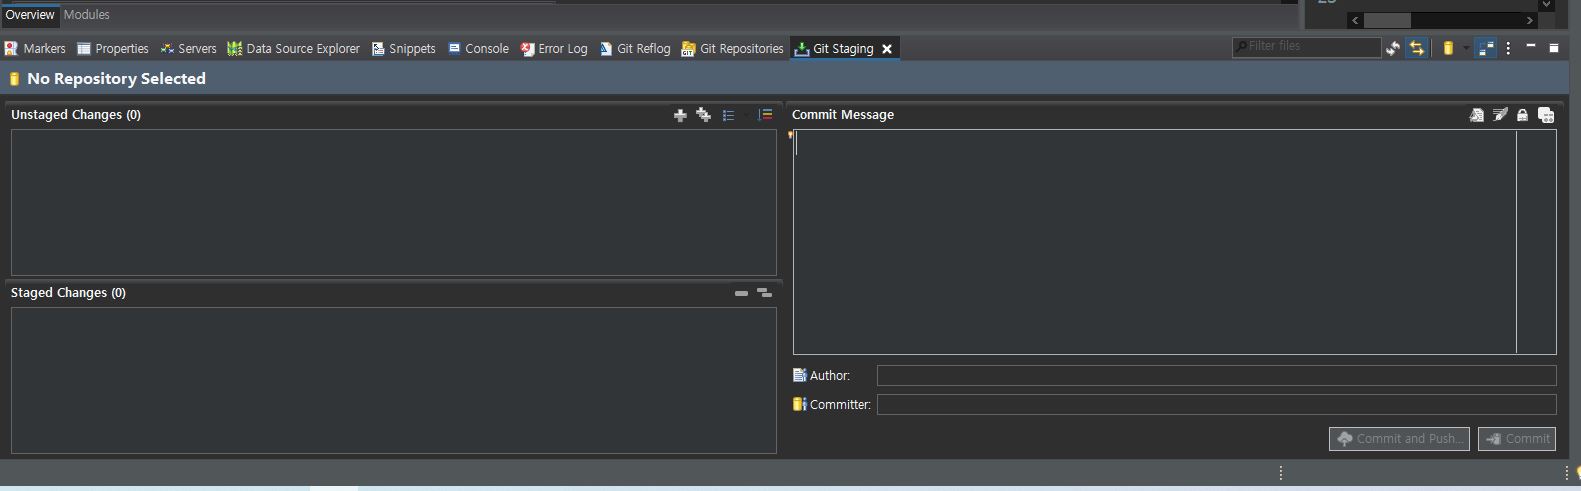 Overview Modules
Markers Properties Servers Data Source Explorer Snippets Console Error Log Git Reflog Git Repositories Git Staging Filter files
No Repository Selected
Unstaged Changes (0)
Commit Message
Staged Changes (0)
Author:
Committer:
Commit and Push... Commit